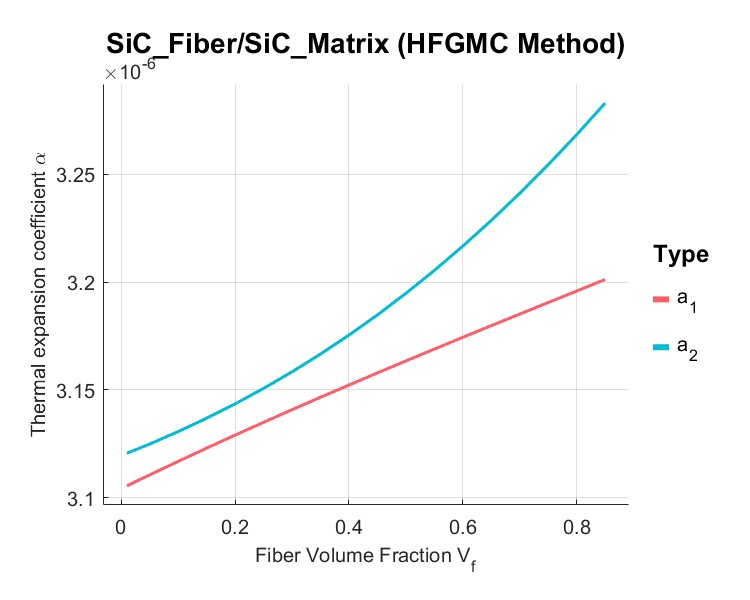 SiC_Fiber/SiC_Matrix (HFGMC Method)
×10^-6
Thermal expansion coefficient α
3.25
3.2
3.15
3.1
0 0.2 0.4 0.6 0.8
Fiber Volume Fraction V_f
Type
a_1
a_2